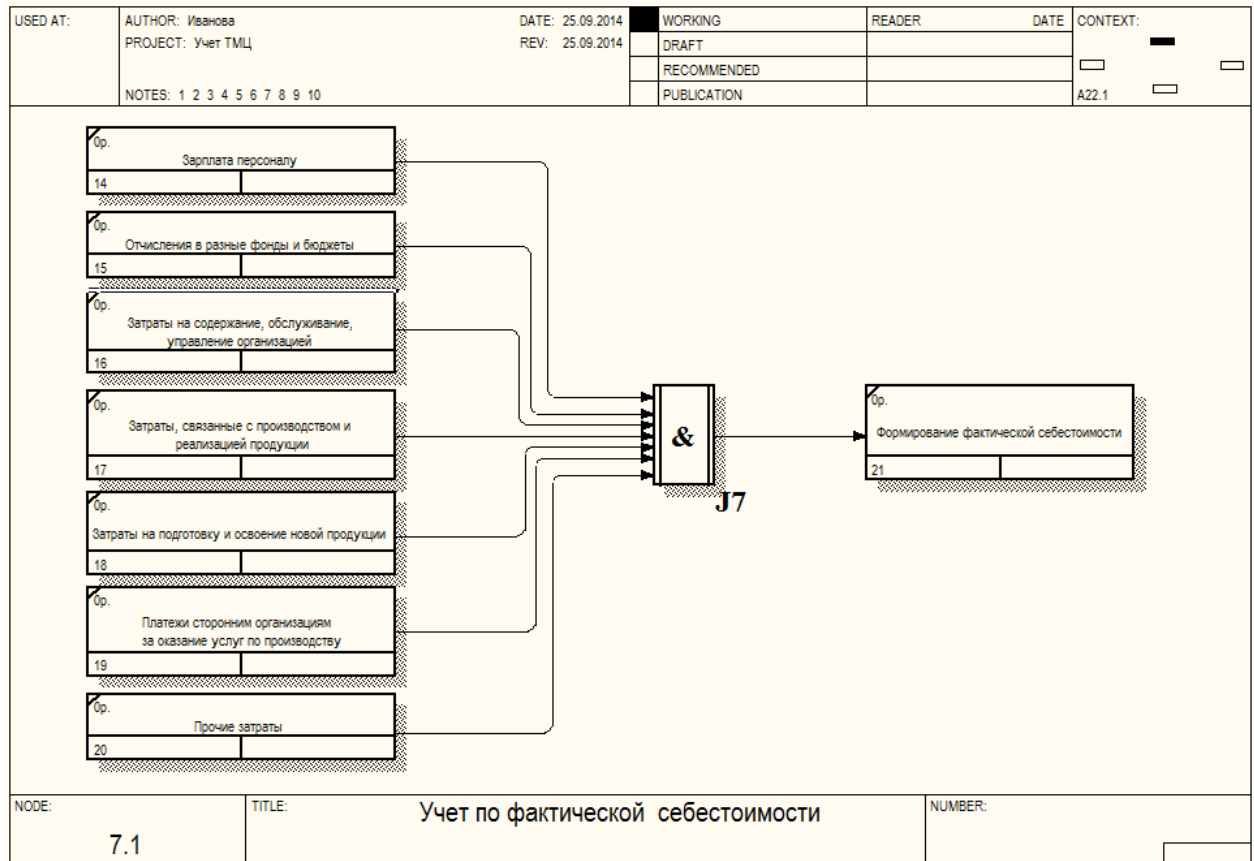 USED AT:
AUTHOR: Иванова
DATE: 25.09.2014
WORKING
READER
DATE
CONTEXT:
PROJECT: Учет ТМЦ
REV: 25.09.2014
DRAFT
RECOMMENDED
NOTES: 1 2 3 4 5 6 7 8 9 10
PUBLICATION
A22.1
0р.
Зарплата персоналу
14
0р.
Отчисления в разные фонды и бюджеты
15
0р.
Затраты на содержание, обслуживание,
управление организацией
16
0р.
Затраты, связанные с производством и
реализацией продукции
17
0р.
Затраты на подготовку и освоение новой продукции
18
0р.
Платежи сторонним организациям
за оказание услуг по производству
19
0р.
Прочие затраты
20
&
J7
0р.
Формирование фактической себестоимости
21
NODE:
7.1
TITLE:
Учет по фактической себестоимости
NUMBER: